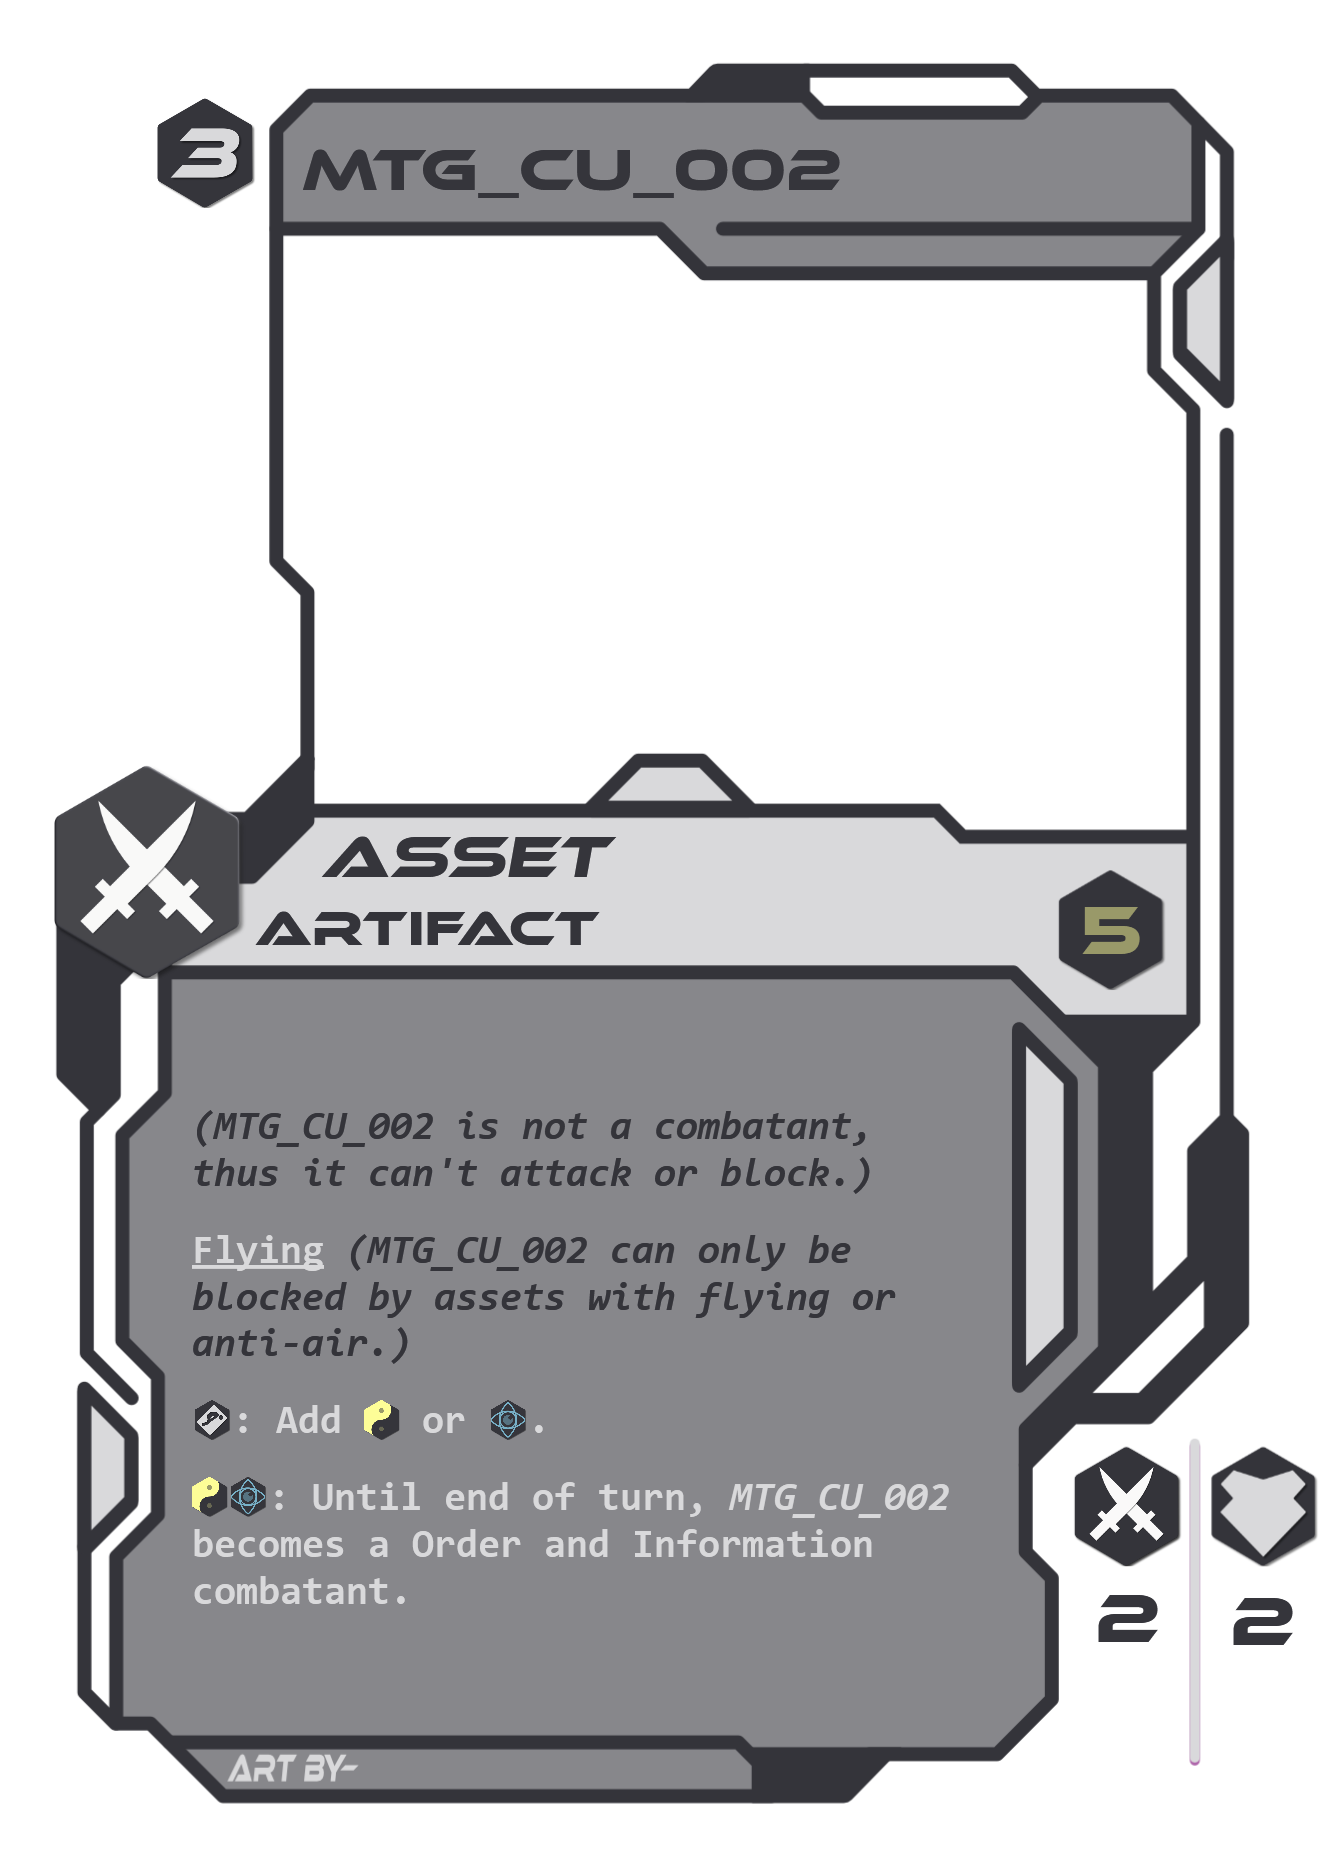 3
MTG_CU_002
ASSET
ARTIFACT
5
(MTG_CU_002 is not a combatant,
thus it can't attack or block.)
Flying (MTG_CU_002 can only be
blocked by assets with flying or
anti-air.)
: Add or .
: Until end of turn, MTG_CU_002
becomes a Order and Information
combatant.
2 2
ART BY-